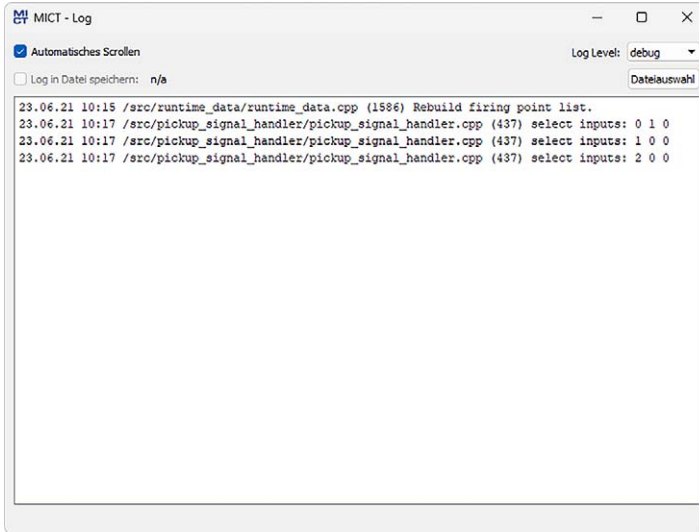 MICT MICT - Log
Automatisches Scrollen
Log Level: debug
Log in Datei speichern: n/a
Dateiauswahl
23.06.21 10:15 /src/runtime_data/runtime_data.cpp (1586) Rebuild firing point list.
23.06.21 10:17 /src/pickup_signal_handler/pickup_signal_handler.cpp (437) select inputs: 0 1 0
23.06.21 10:17 /src/pickup_signal_handler/pickup_signal_handler.cpp (437) select inputs: 1 0 0
23.06.21 10:17 /src/pickup_signal_handler/pickup_signal_handler.cpp (437) select inputs: 2 0 0